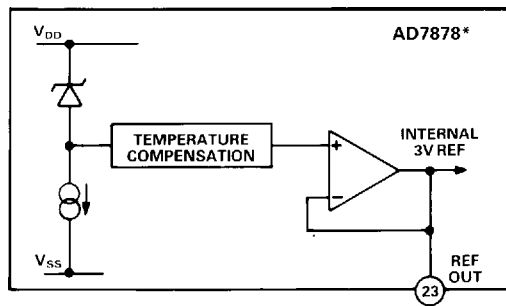 V_DD
AD7878*
TEMPERATURE
COMPENSATION
+
−
INTERNAL
3V REF
V_SS
REF
OUT
23